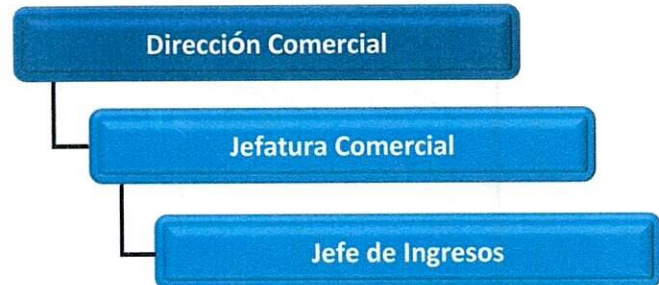 Dirección Comercial
Jefatura Comercial
Jefe de Ingresos